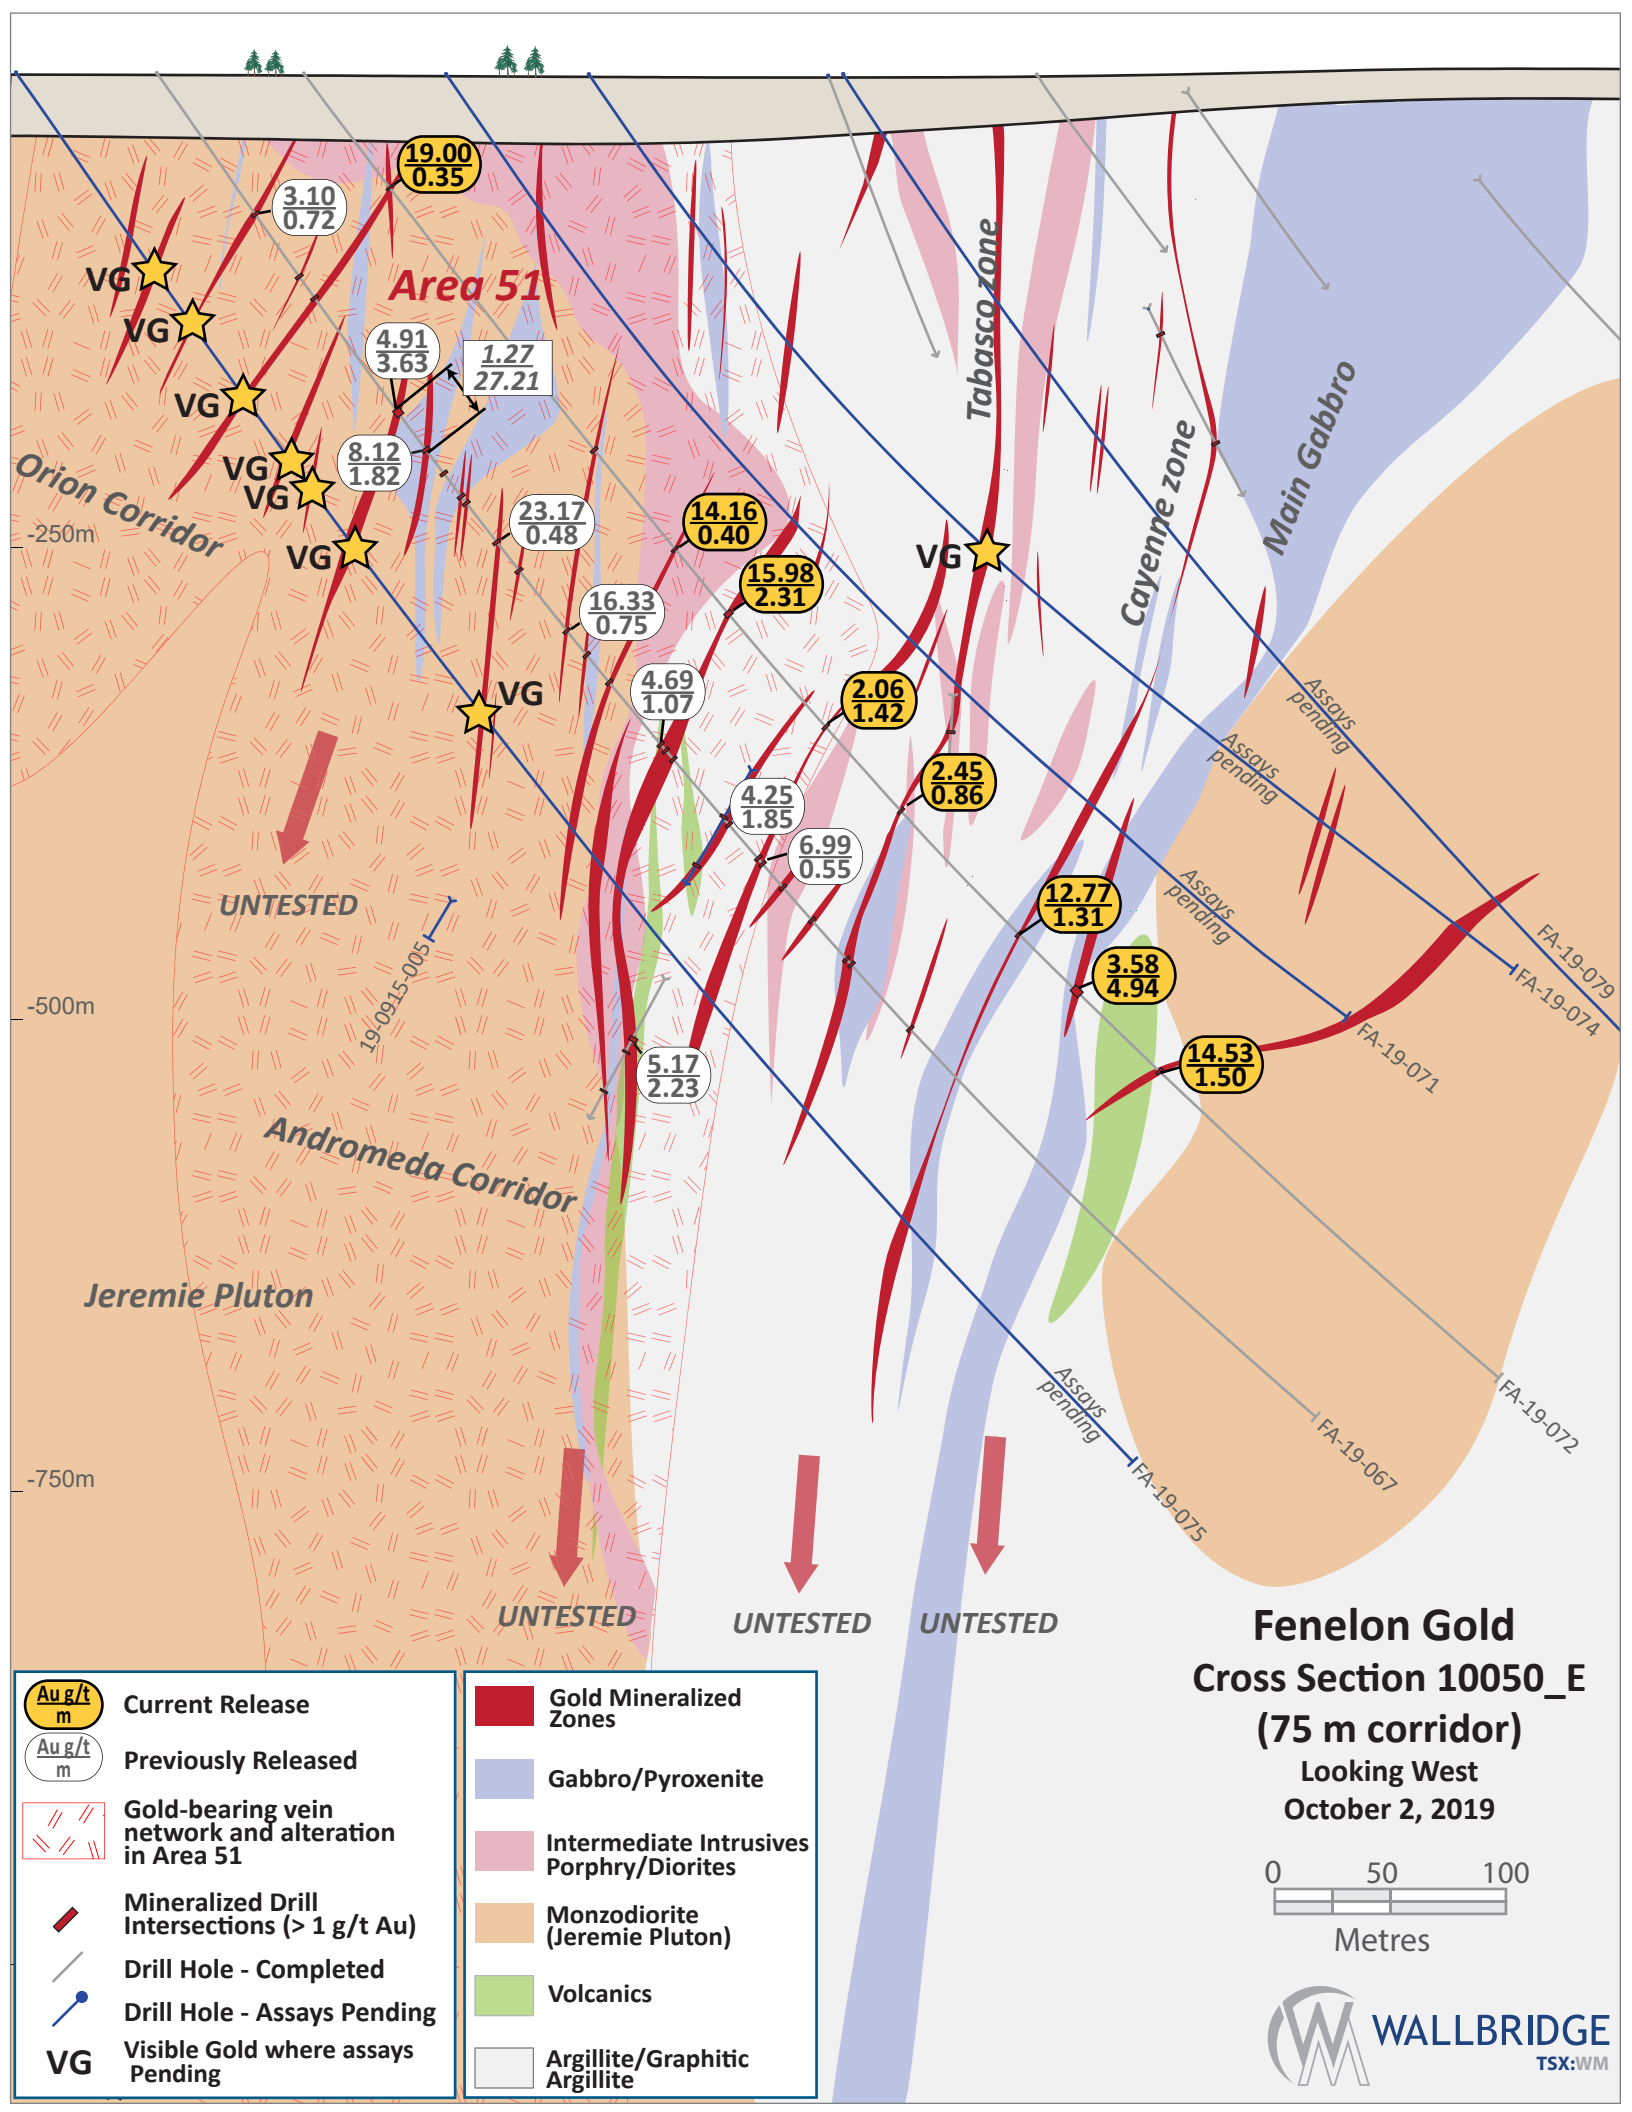 19.00
0.35
3.10
0.72
VG
Area 51
VG
4.91
3.63
1.27
27.21
Tabasco zone
VG
Main Gabbro
Cayenne zone
8.12
1.82
VG
VG
Orion Corridor
-250m
23.17
0.48
14.16
0.40
VG
VG
15.98
2.31
16.33
0.75
4.69
1.07
VG
2.06
1.42
Assays
pending
Assays
pending
2.45
0.86
4.25
1.85
6.99
0.55
UNTESTED
12.77
1.31
Assays
pending
FA-19-079
FA-19-074
19-0915-005
3.58
4.94
-500m
FA-19-071
14.53
1.50
5.17
2.23
Andromeda Corridor
Jeremie Pluton
Assays
pending
FA-19-072
FA-19-067
-750m
FA-19-075
UNTESTED
UNTESTED
UNTESTED
Fenelon Gold
Cross Section 10050_E
(75 m corridor)
Looking West
October 2, 2019
0 50 100
Metres
WALLBRIDGE
TSX:WM
Au g/t
m
Current Release
Au g/t
m
Previously Released
Gold-bearing vein
network and alteration
in Area 51
Mineralized Drill
Intersections (> 1 g/t Au)
Drill Hole - Completed
Drill Hole - Assays Pending
VG
Visible Gold where assays
Pending
Gold Mineralized
Zones
Gabbro/Pyroxenite
Intermediate Intrusives
Porphry/Diorites
Monzodiorite
(Jeremie Pluton)
Volcanics
Argillite/Graphitic
Argillite